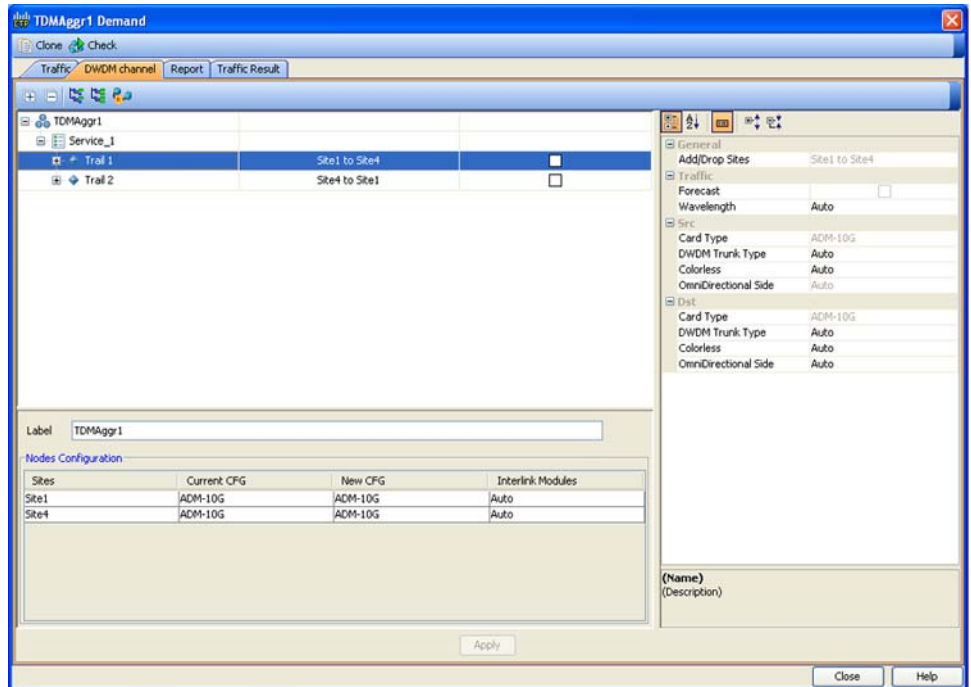 CTP TDMAggr1 Demand
Clone Check
Traffic DWDM channel Report Traffic Result
TDMAggr1
Service_1
Trail 1 Site1 to Site4
Trail 2 Site4 to Site1
General
Add/Drop Sites Site1 to Site4
Traffic
Forecast
Wavelength Auto
Src
Card Type ADM-10G
DWDM Trunk Type Auto
Colorless Auto
OmniDirectional Side Auto
Dst
Card Type ADM-10G
DWDM Trunk Type Auto
Colorless Auto
OmniDirectional Side Auto
(Name)
(Description)
Label TDMAggr1
Nodes Configuration
Sites Current CFG New CFG Interlink Modules
Site1 ADM-10G ADM-10G Auto
Site4 ADM-10G ADM-10G Auto
Apply
Close Help